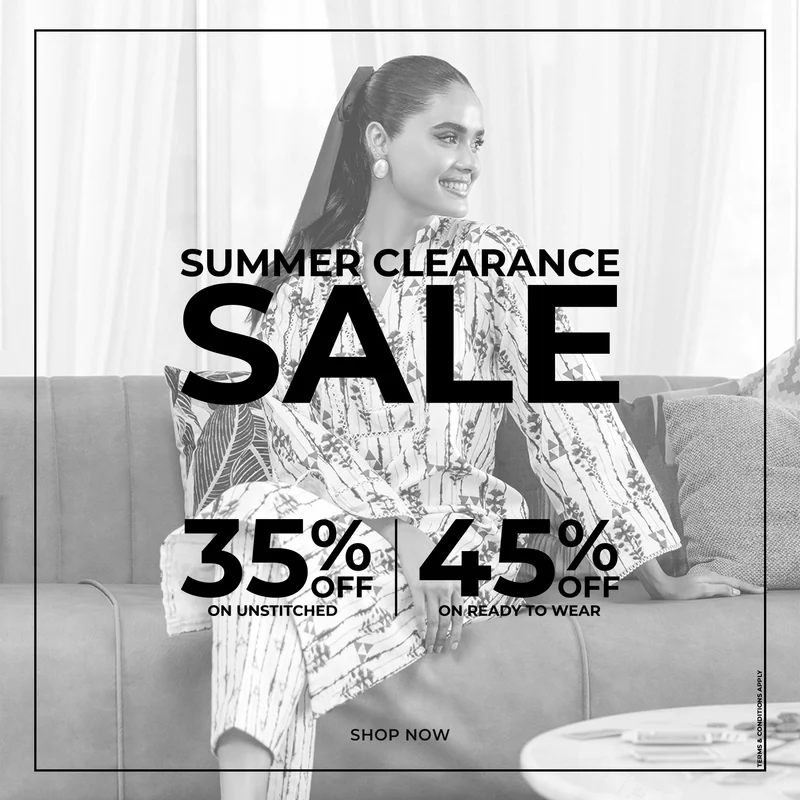 SUMMER CLEARANCE
SALE
35% OFF
ON UNSTITCHED
45% OFF
ON READY TO WEAR
SHOP NOW
TERMS & CONDITIONS APPLY